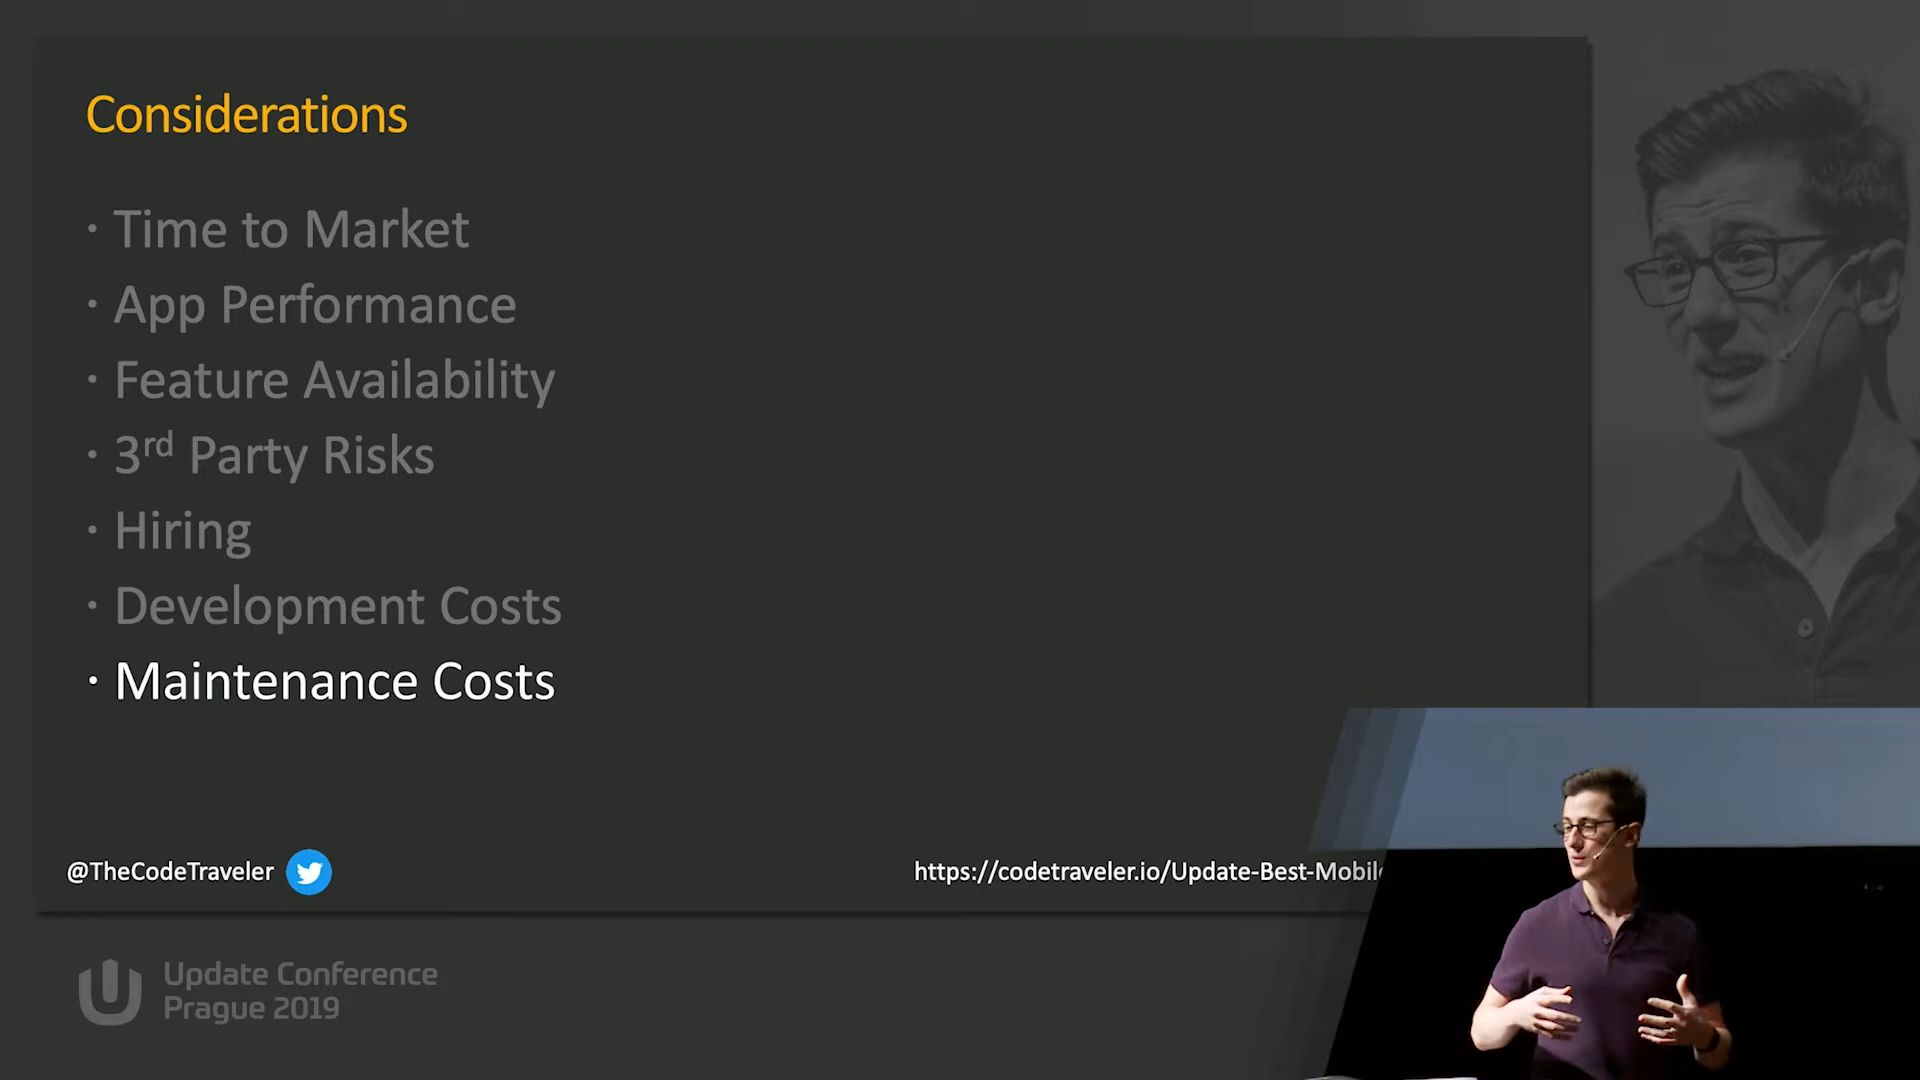 Considerations
· Time to Market
· App Performance
· Feature Availability
· 3rd Party Risks
· Hiring
· Development Costs
· Maintenance Costs
@TheCodeTraveler
https://codetraveler.io/Update-Best-Mobile
Update Conference
Prague 2019